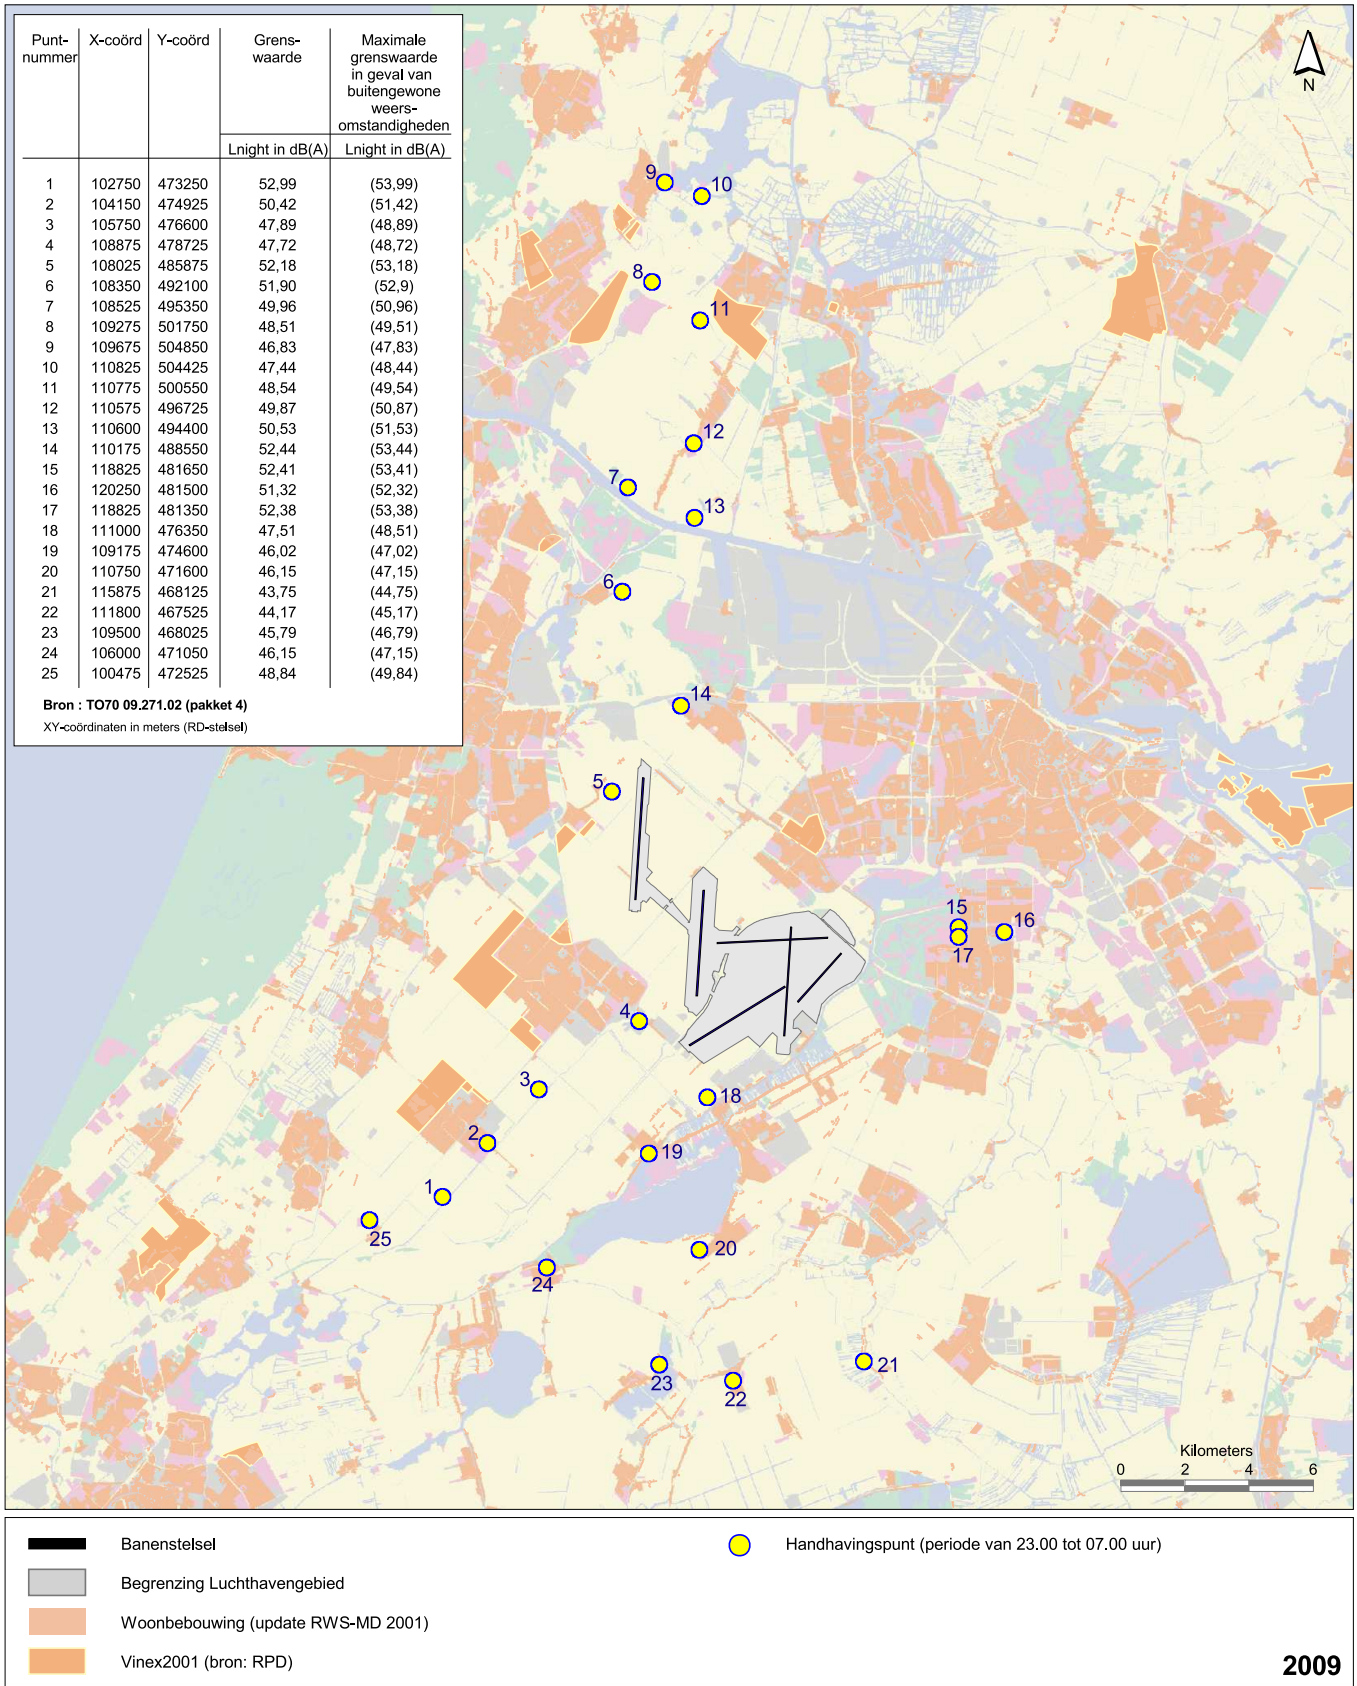 Punt- X-coörd Y-coörd Grens- Maximale
nummer waarde grenswaarde
in geval van
buitengewone
weers-
omstandigheden
Lnight in dB(A) Lnight in dB(A)
1 102750 473250 52,99 (53,99)
2 104150 474925 50,42 (51,42)
3 105750 476600 47,89 (48,89)
4 108875 478725 47,72 (48,72)
5 108025 485875 52,18 (53,18)
6 108350 492100 51,90 (52,9)
7 108525 495350 49,96 (50,96)
8 109275 501750 48,51 (49,51)
9 109675 504850 46,83 (47,83)
10 110825 504425 47,44 (48,44)
11 110775 500550 48,54 (49,54)
12 110575 496725 49,87 (50,87)
13 110600 494400 50,53 (51,53)
14 110175 488550 52,44 (53,44)
15 118825 481650 52,41 (53,41)
16 120250 481500 51,32 (52,32)
17 118825 481350 52,38 (53,38)
18 111000 476350 47,51 (48,51)
19 109175 474600 46,02 (47,02)
20 110750 471600 46,15 (47,15)
21 115875 468125 43,75 (44,75)
22 111800 467525 44,17 (45,17)
23 109500 468025 45,79 (46,79)
24 106000 471050 46,15 (47,15)
25 100475 472525 48,84 (49,84)
Bron : TO70 09.271.02 (pakket 4)
XY-coördinaten in meters (RD-stelsel)
N
9
10
8
11
12
7
13
6
14
5
15
16
17
4
3
18
2
19
1
25
20
24
21
23
22
Kilometers
0 2 4 6
Banenstelsel
Handhavingspunt (periode van 23.00 tot 07.00 uur)
Begrenzing Luchthavengebied
Woonbebouwing (update RWS-MD 2001)
Vinex2001 (bron: RPD)
2009